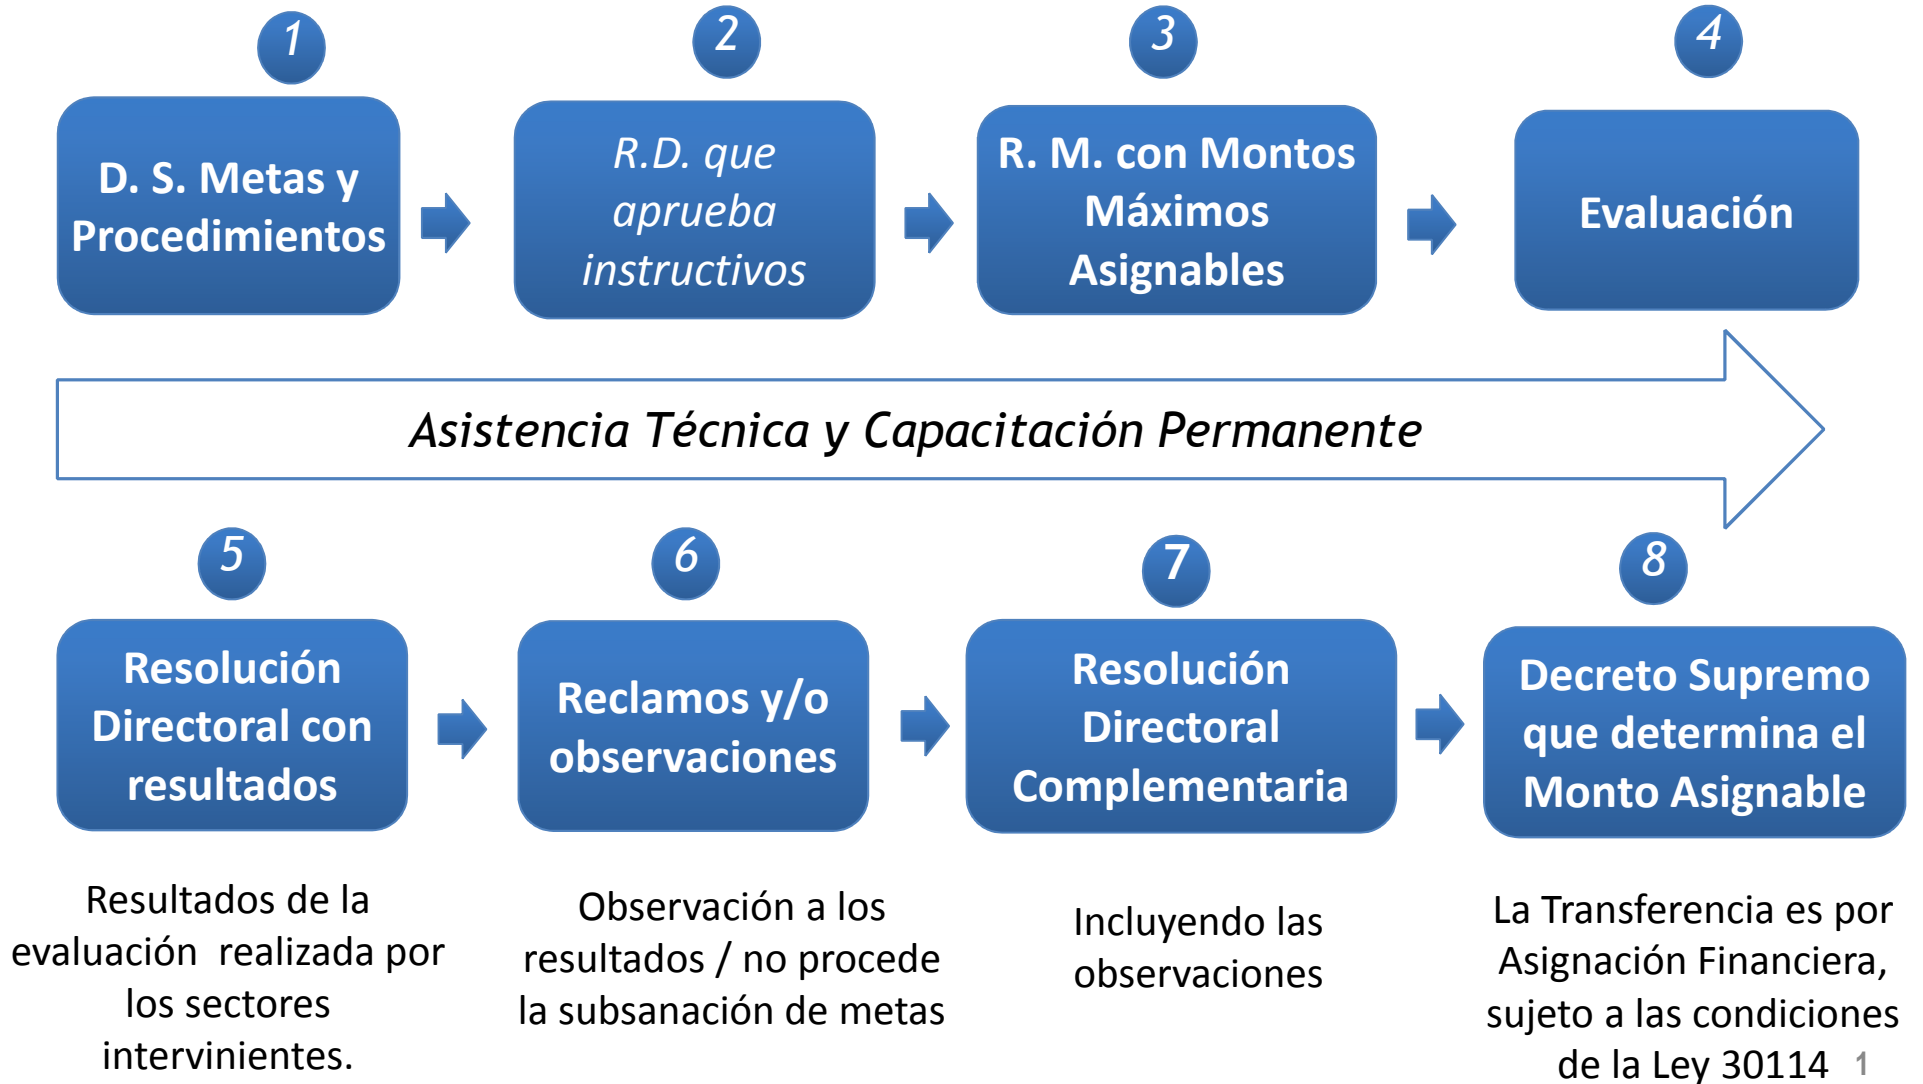 1
2
3
4
D. S. Metas y
Procedimientos
R.D. que
aprueba
instructivos
R. M. con Montos
Máximos
Asignables
Evaluación
Asistencia Técnica y Capacitación Permanente
5
6
7
8
Resolución
Directoral con
resultados
Reclamos y/o
observaciones
Resolución
Directoral
Complementaria
Decreto Supremo
que determina el
Monto Asignable
Resultados de la
evaluación  realizada por
los sectores
intervinientes.
Observación a los
resultados / no procede
la subsanación de metas
Incluyendo las
observaciones
La Transferencia es por
Asignación Financiera,
sujeto a las condiciones
de la Ley 30114
1